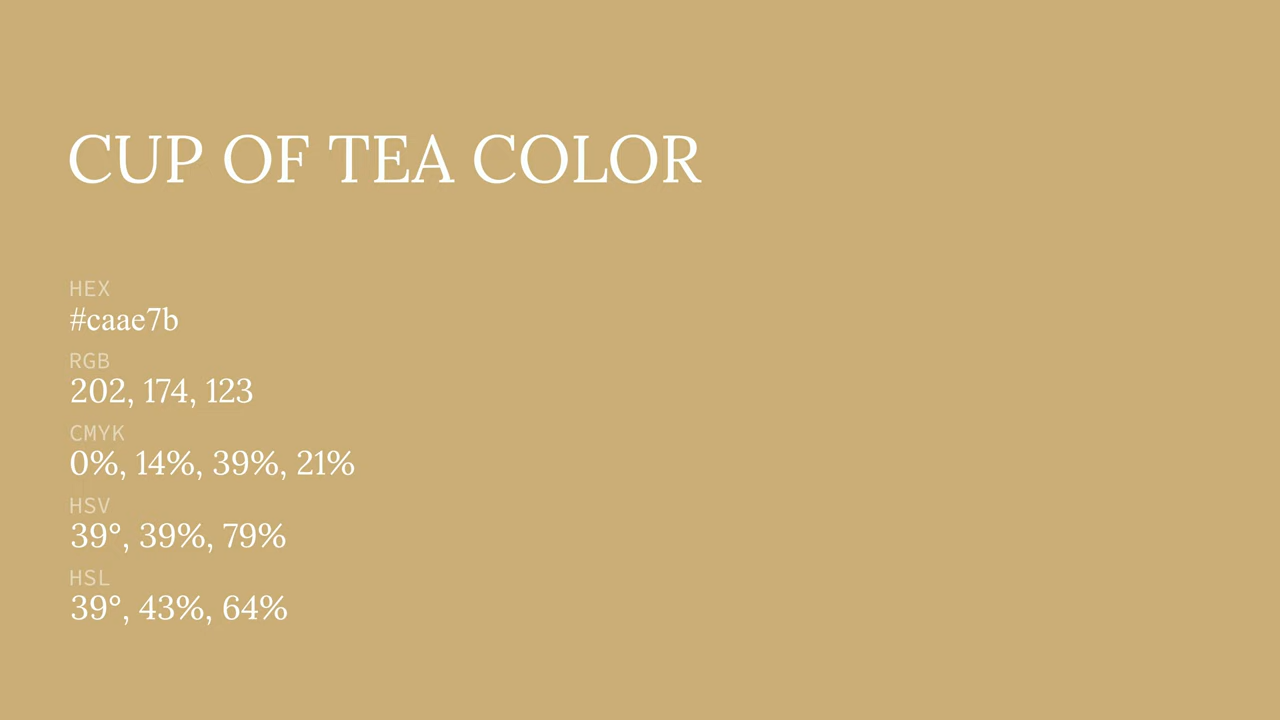 CUP OF TEA COLOR
HEX
#caae7b
RGB
202, 174, 123
CMYK
0%, 14%, 39%, 21%
HSV
39°, 39%, 79%
HSL
39°, 43%, 64%